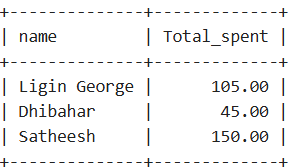 +--------------+-------------+
| name         | Total_spent |
+--------------+-------------+
| Ligin George |      105.00 |
| Dhibahar     |       45.00 |
| Satheesh     |      150.00 |
+--------------+-------------+